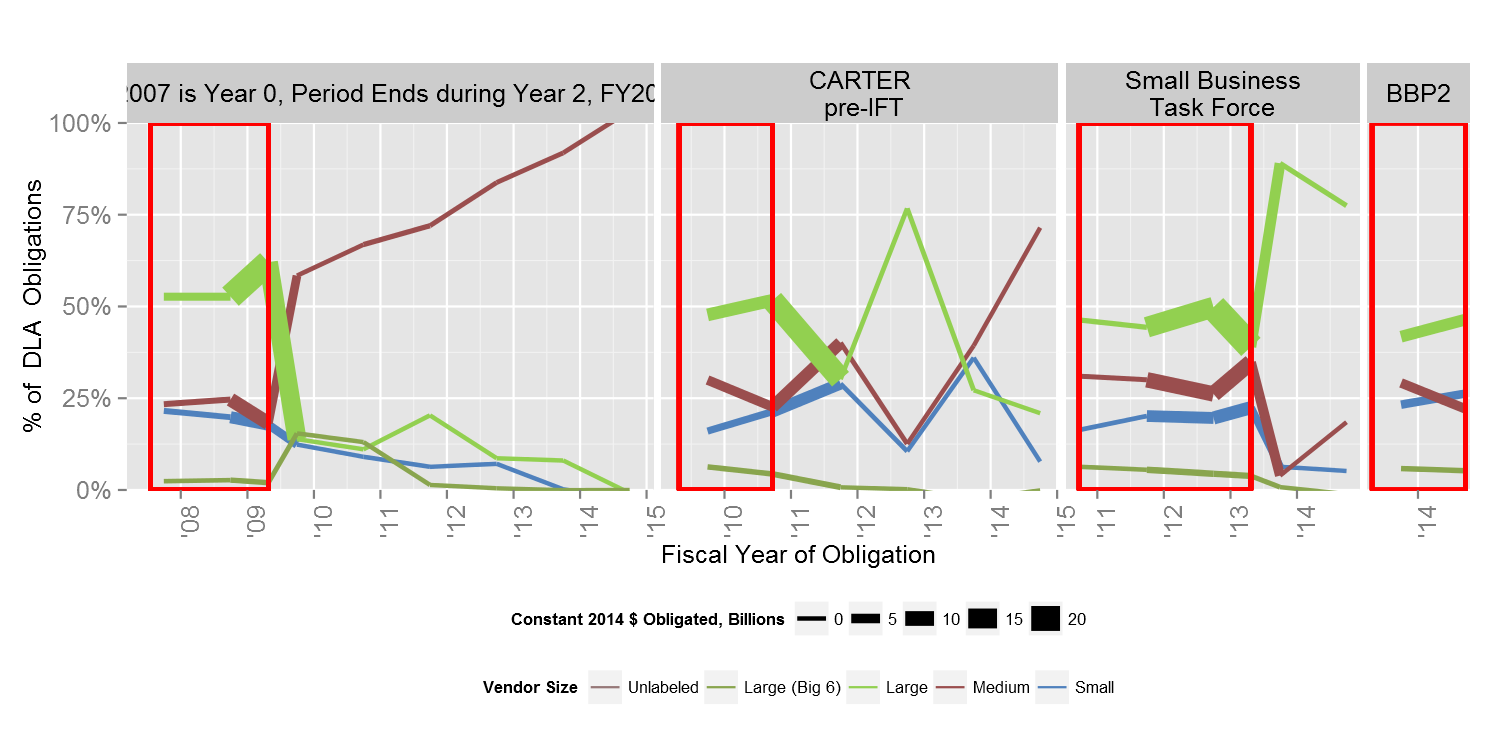 2007 is Year 0, Period Ends during Year 2, FY20
CARTER
pre-IFT
Small Business
Task Force
BBP2
% of DLA Obligations
100%
75%
50%
25%
0%
'08 '09 '10 '11 '12 '13 '14 '15
'10 '11 '12 '13 '14 '15
'11 '12 '13 '14
'14
Fiscal Year of Obligation
Constant 2014 $ Obligated, Billions 0 5 10 15 20
Vendor Size Unlabeled Large (Big 6) Large Medium Small